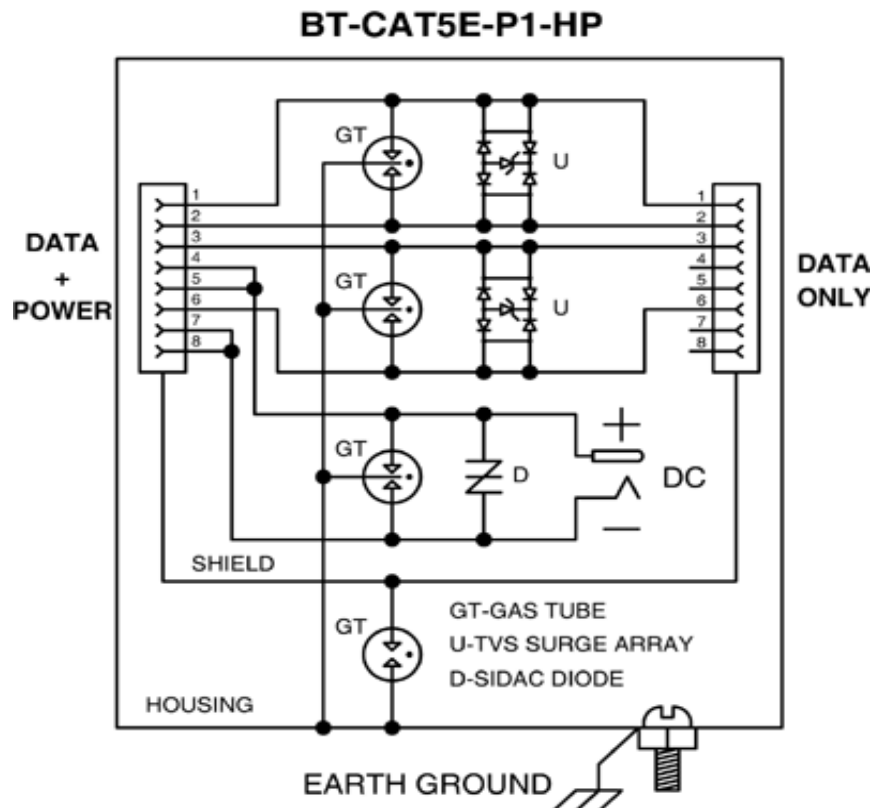 BT-CAT5E-P1-HP
GT
U
1
2
3
4
5
6
7
8
1
2
3
4
5
6
7
8
DATA
+
POWER
DATA
ONLY
GT
U
GT
D
+
DC
—
SHIELD
GT
GT-GAS TUBE
U-TVS SURGE ARRAY
D-SIDAC DIODE
HOUSING
EARTH GROUND